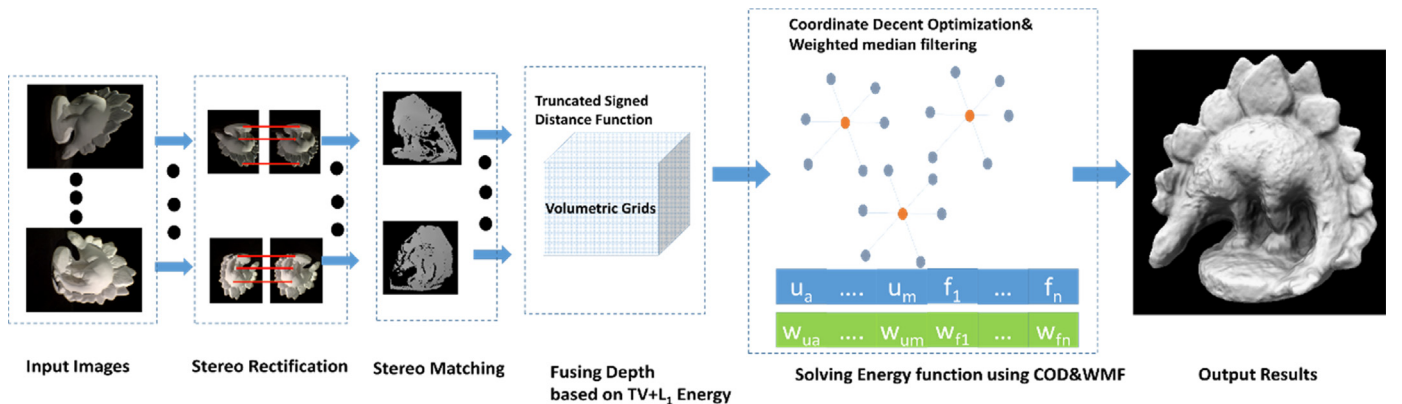 Coordinate Decent Optimization&
Weighted median filtering
Truncated Signed
Distance Function
Volumetric Grids
u_a .... u_m f_1 ... f_n
w_ua .... w_um w_f1 ... w_fn
Input Images
Stereo Rectification
Stereo Matching
Fusing Depth
based on TV+L_1 Energy
Solving Energy function using COD&WMF
Output Results